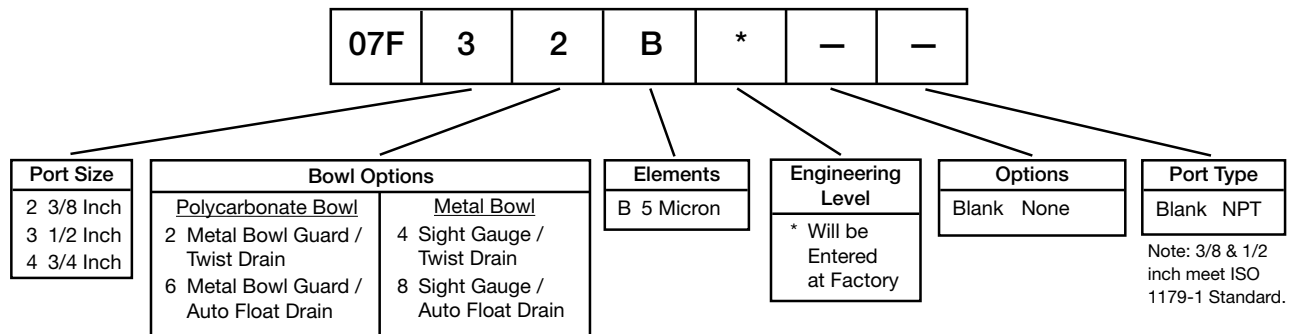 07F 3 2 B * – –
Port Size
2 3/8 Inch
3 1/2 Inch
4 3/4 Inch
Bowl Options
Polycarbonate Bowl
2 Metal Bowl Guard /
Twist Drain
6 Metal Bowl Guard /
Auto Float Drain
Metal Bowl
4 Sight Gauge /
Twist Drain
8 Sight Gauge /
Auto Float Drain
Elements
B 5 Micron
Engineering
Level
* Will be
Entered
at Factory
Options
Blank None
Port Type
Blank NPT
Note: 3/8 & 1/2
inch meet ISO
1179-1 Standard.